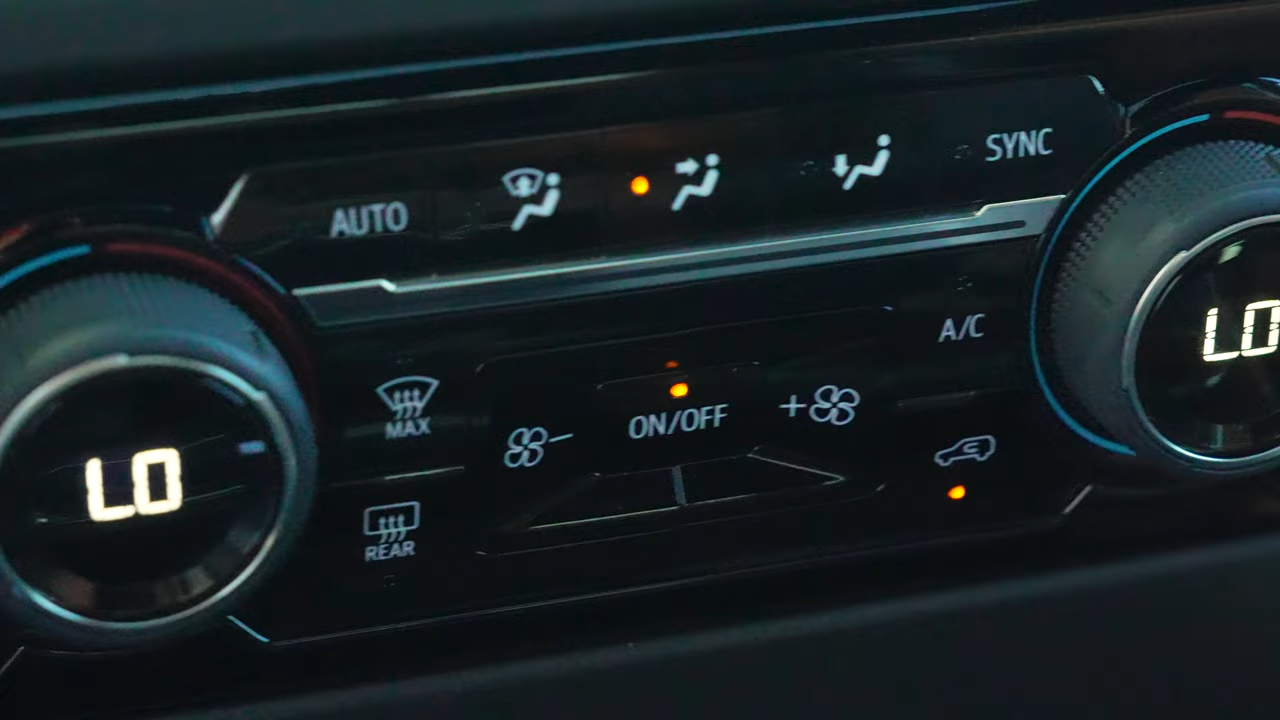 AUTO
SYNC
A/C
LO
MAX
ON/OFF
+
-
LO
REAR